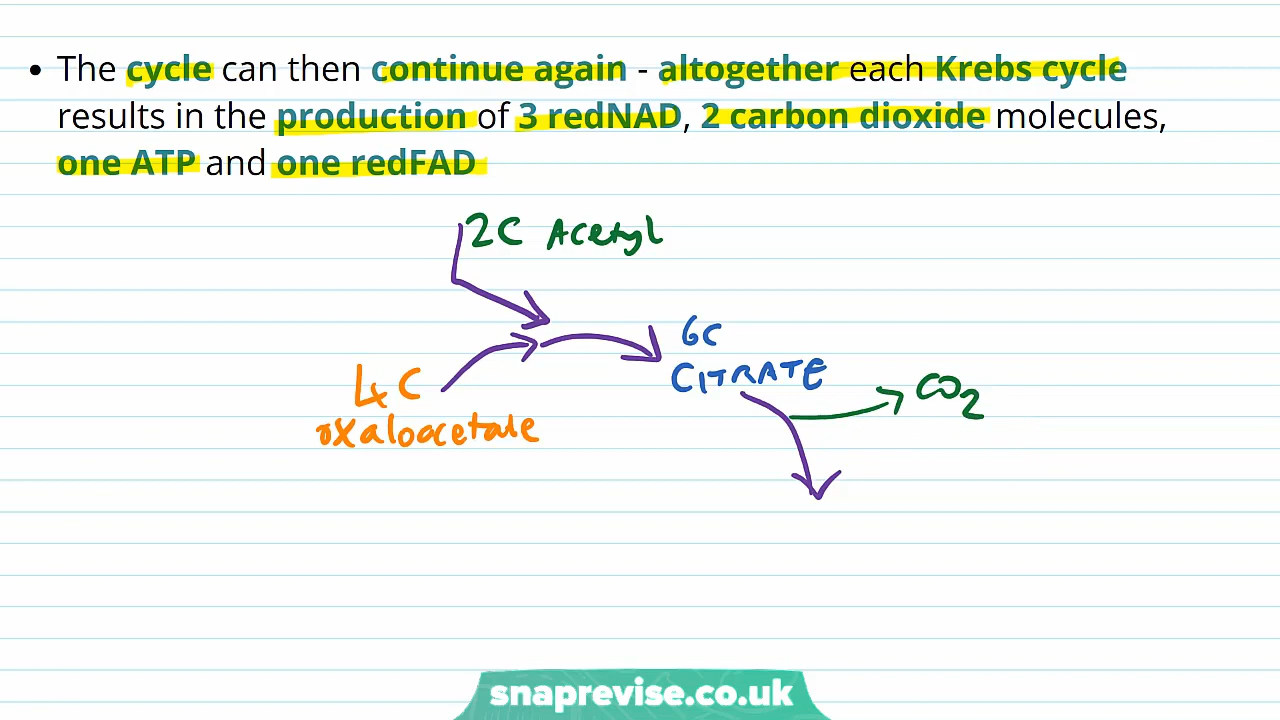 • The cycle can then continue again - altogether each Krebs cycle
results in the production of 3 redNAD, 2 carbon dioxide molecules,
one ATP and one redFAD
2C Acetyl
6C
CITRATE
CO2
4C
oxaloacetate
snaprevise.co.uk